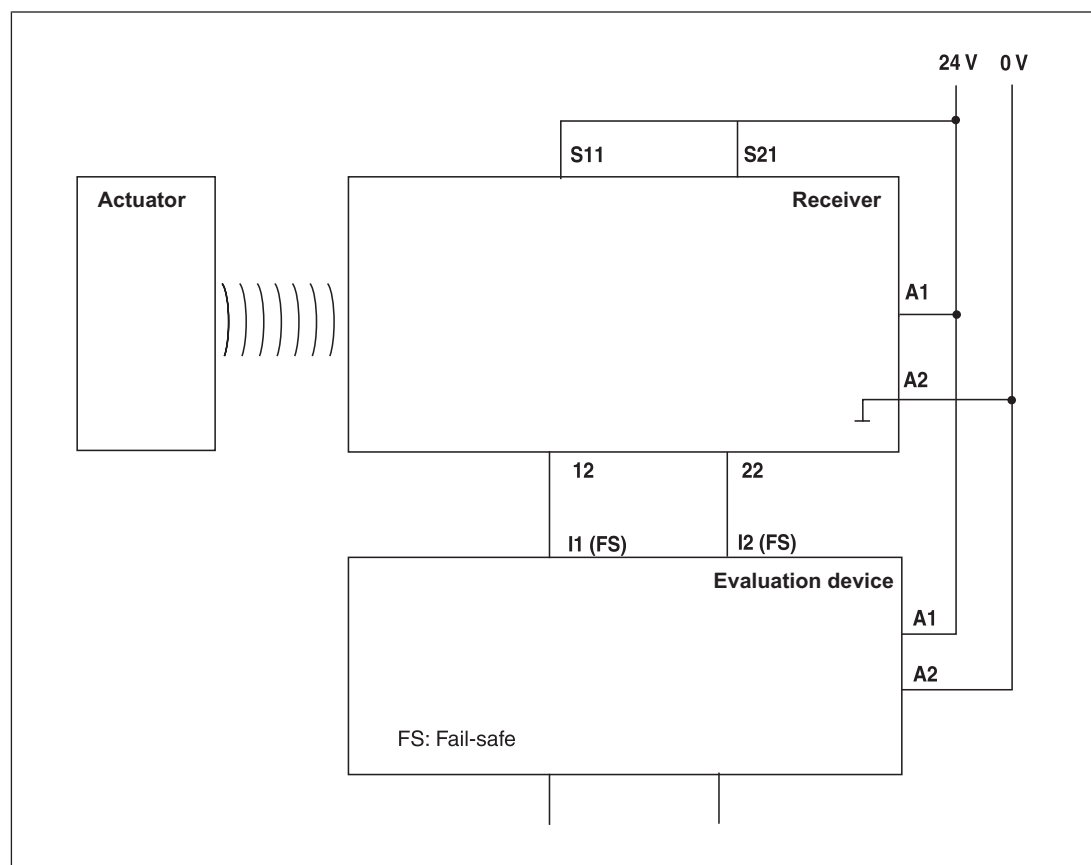 24 V 0 V
S11 S21
Actuator Receiver
A1
A2
12 22
I1 (FS) I2 (FS)
Evaluation device
A1
A2
FS: Fail-safe